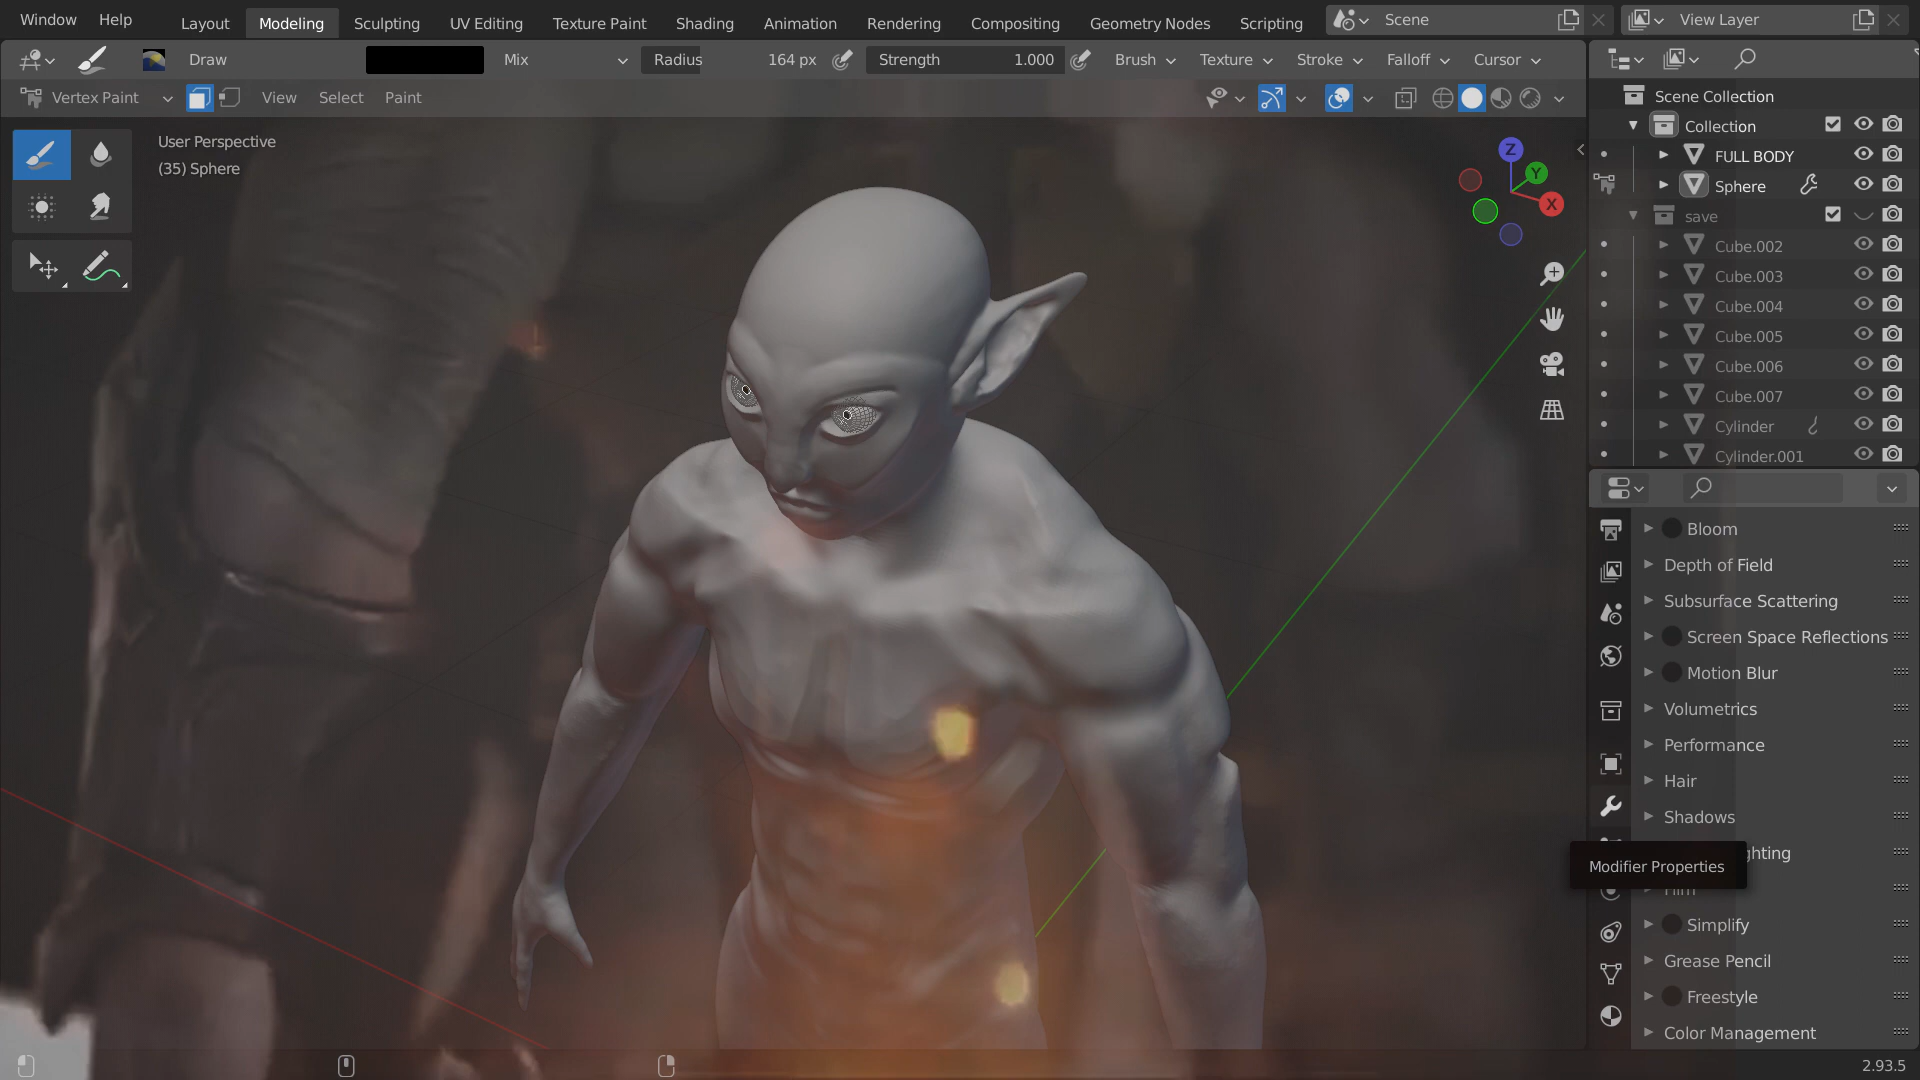 Window Help Layout Modeling Sculpting UV Editing Texture Paint Shading Animation Rendering Compositing Geometry Nodes Scripting Scene View Layer
Draw Mix Radius 164 px Strength 1.000 Brush Texture Stroke Falloff Cursor
Vertex Paint View Select Paint
User Perspective
(35) Sphere
Z
Y
X
Scene Collection
Collection
FULL BODY
Sphere
save
Cube.002
Cube.003
Cube.004
Cube.005
Cube.006
Cube.007
Cylinder
Cylinder.001
Bloom
Depth of Field
Subsurface Scattering
Screen Space Reflections
Motion Blur
Volumetrics
Performance
Hair
Shadows
Modifier Properties
Film
Simplify
Grease Pencil
Freestyle
Color Management
2.93.5